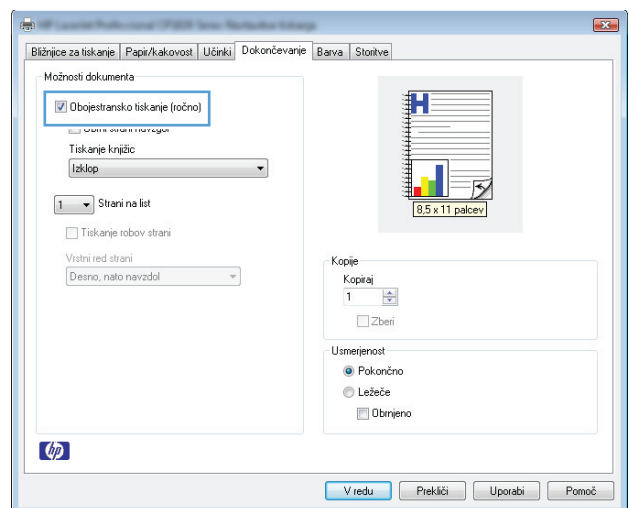 Bližnjice za tiskanje Papir/kakovost Učinki Dokončevanje Barva Storitve
Možnosti dokumenta
Obojestransko tiskanje (ročno)
Tiskanje knjižic
Izklop
1 Strani na list
Tiskanje robov strani
Vrstni red strani
Desno, nato navzdol
H
8,5 x 11 palcev
Kopije
Kopiraj
1
Zberi
Usmerjenost
Pokončno
Ležeče
Obrnjeno
hp
V redu Prekliči Uporabi Pomoč